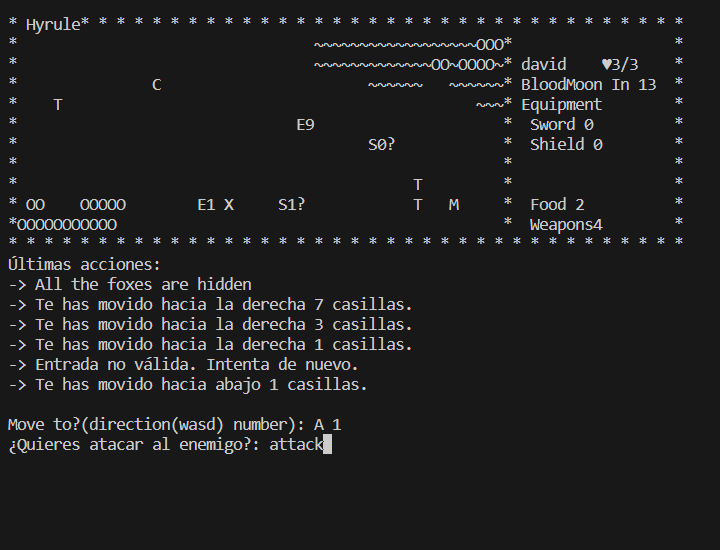 * Hyrule* * * * * * * * * * * * * * * * * * * * * * * * * * * * * * * * * *
*                                 ~~~~~~~~~~~~~~~~~~OOO*                  *
*                                 ~~~~~~~~~~~~~OO~OOOO~* david    ♥3/3    *
*               C                       ~~~~~~   ~~~~~~* BloodMoon In 13  *
*    T                                              ~~~* Equipment        *
*                               E9                     *  Sword 0         *
*                                       S0?            *  Shield 0        *
*                                                      *                  *
*                                            T         *                  *
* OO    OOOOO        E1 X     S1?            T   M     *  Food 2          *
*OOOOOOOOOOO                                           *  Weapons4        *
* * * * * * * * * * * * * * * * * * * * * * * * * * * * * * * * * * * * * *
Últimas acciones:
-> All the foxes are hidden
-> Te has movido hacia la derecha 7 casillas.
-> Te has movido hacia la derecha 3 casillas.
-> Te has movido hacia la derecha 1 casillas.
-> Entrada no válida. Intenta de nuevo.
-> Te has movido hacia abajo 1 casillas.
Move to?(direction(wasd) number): A 1
¿Quieres atacar al enemigo?: attack